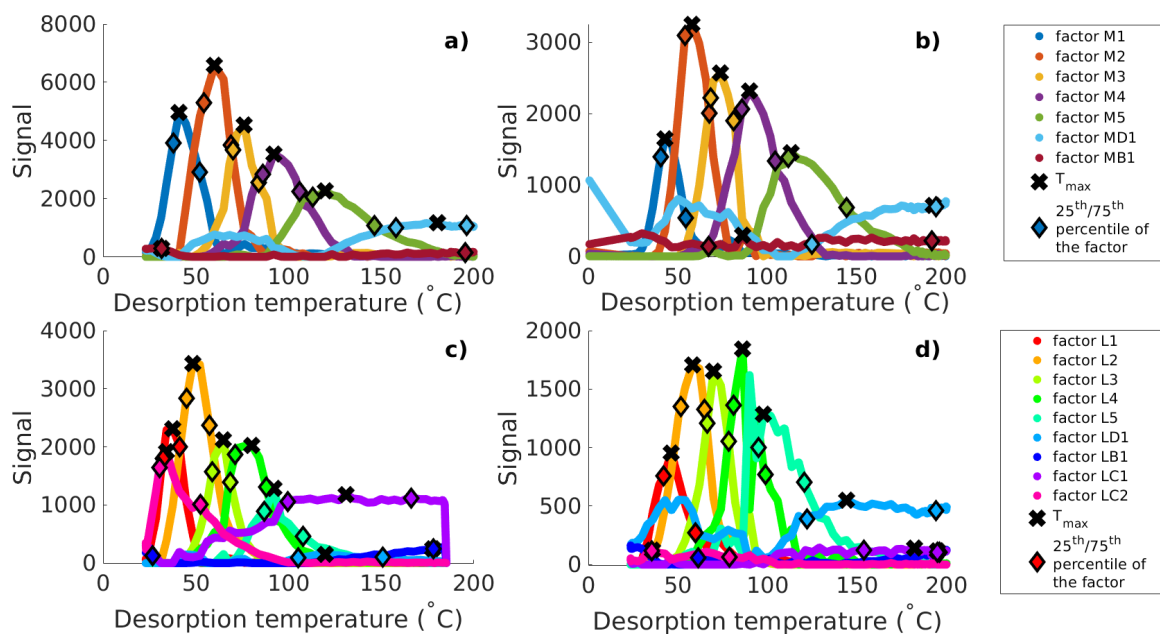 8000
6000
4000
2000
0
Signal
a)
0
50
100
150
200
Desorption temperature (°C)
3000
2000
1000
0
Signal
b)
0
50
100
150
200
Desorption temperature (°C)
factor M1
factor M2
factor M3
factor M4
factor M5
factor MD1
factor MB1
Tmax
25th/75th
percentile of
the factor
4000
3000
2000
1000
0
Signal
c)
0
50
100
150
200
Desorption temperature (°C)
2000
1500
1000
500
0
Signal
d)
0
50
100
150
200
Desorption temperature (°C)
factor L1
factor L2
factor L3
factor L4
factor L5
factor LD1
factor LB1
factor LC1
factor LC2
Tmax
25th/75th
percentile of
the factor